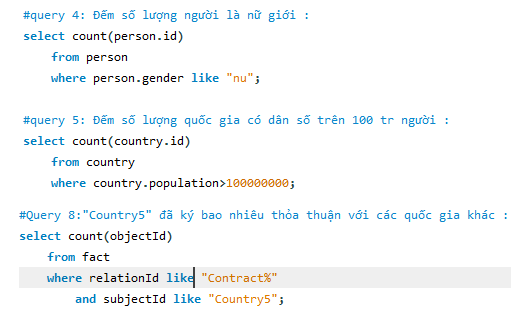 #query 4: Đếm số lượng người là nữ giới :
select count(person.id)
from person
where person.gender like "nu";
#query 5: Đếm số lượng quốc gia có dân số trên 100 tr người :
select count(country.id)
from country
where country.population>100000000;
#Query 8:"Country5" đã ký bao nhiêu thỏa thuận với các quốc gia khác :
select count(objectId)
from fact
where relationId like "Contract%"
and subjectId like "Country5";